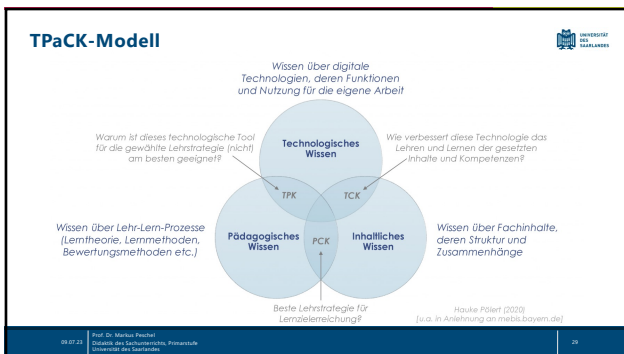 TPaCK-Modell
UNIVERSITÄT
DES
SAARLANDES
Wissen über digitale
Technologien, deren Funktionen
und Nutzung für die eigene Arbeit
Warum ist dieses technologische Tool
für die gewählte Lehrstrategie (nicht)
am besten geeignet?
Technologisches
Wissen
Wie verbessert diese Technologie das
Lehren und Lernen der gesetzten
Inhalte und Kompetenzen?
TPK
TCK
Wissen über Lehr-Lern-Prozesse
(Lerntheorie, Lernmethoden,
Bewertungsmethoden etc.)
Pädagogisches
Wissen
PCK
Inhaltliches
Wissen
Wissen über Fachinhalte,
deren Struktur und
Zusammenhänge
Beste Lehrstrategie für
Lernzielerreichung?
Hauke Pölert (2020)
[u.a. in Anlehnung an mebis.bayern.de]
09.07.23
Prof. Dr. Markus Peschel
Didaktik des Sachunterrichts, Primarstufe
Universität des Saarlandes
29